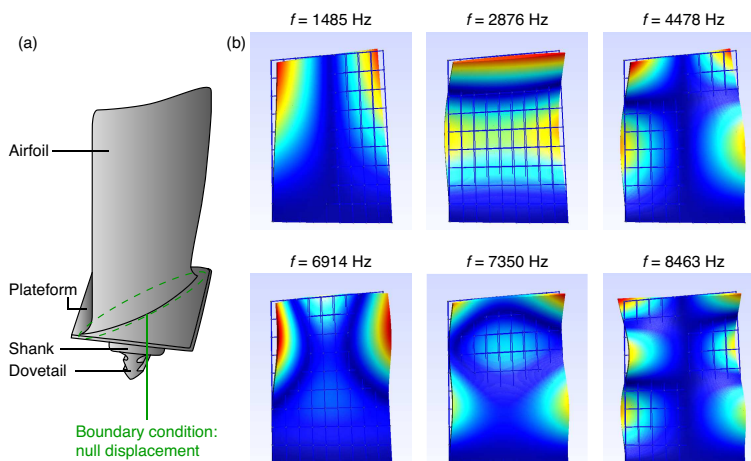 (a)
Airfoil
Plateform
Shank
Dovetail
Boundary condition:
null displacement
(b)
f = 1485 Hz
f = 2876 Hz
f = 4478 Hz
f = 6914 Hz
f = 7350 Hz
f = 8463 Hz